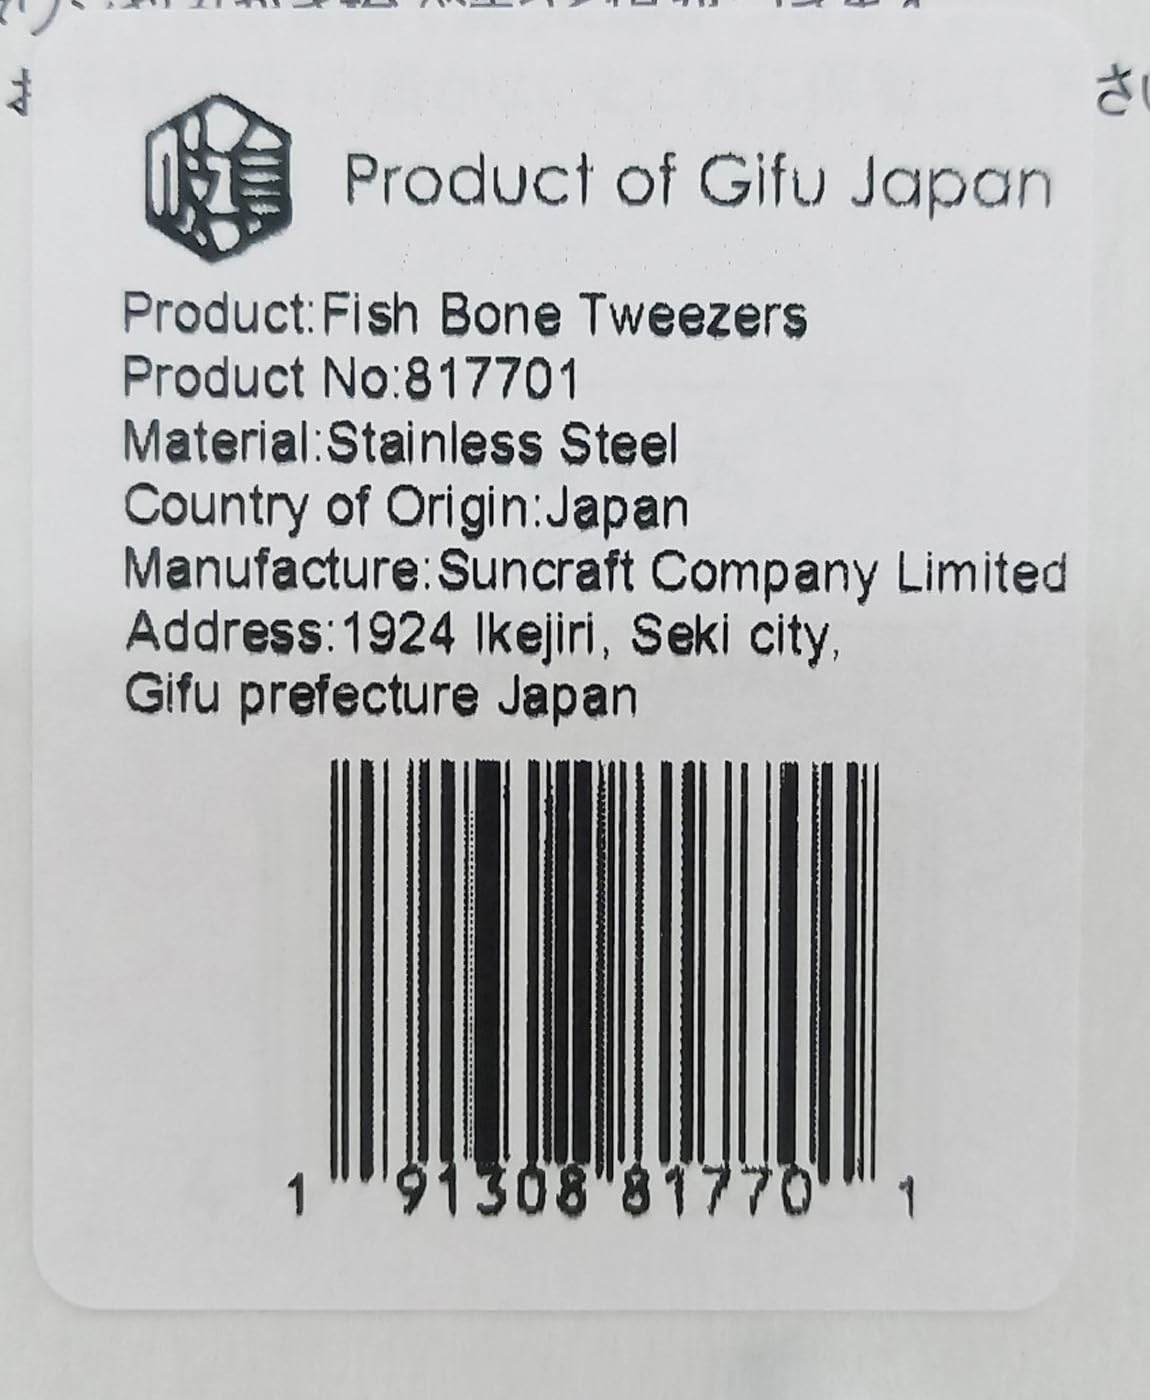 Product of Gifu Japan
Product:Fish Bone Tweezers
Product No:817701
Material:Stainless Steel
Country of Origin:Japan
Manufacture:Suncraft Company Limited
Address:1924 Ikejiri, Seki city,
Gifu prefecture Japan
1 91308 81770 1